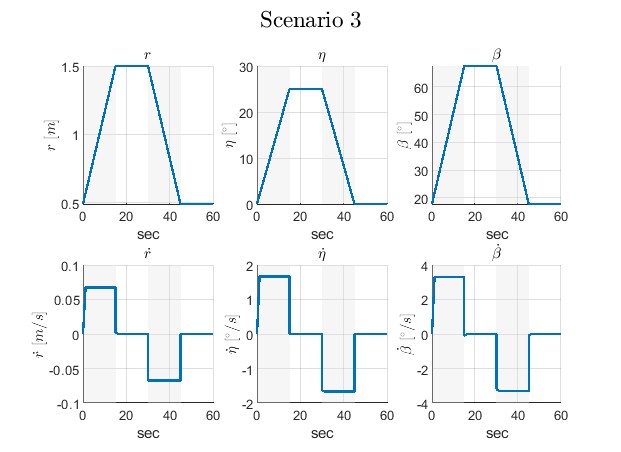 Scenario 3
r η β
1.5 30 60
1 20 50
0.5 10 40
0 30
20
r [m] η [°] β [°]
0 20 40 60 0 20 40 60 0 20 40 60
sec sec sec
ṙ η̇ β̇
0.1 2 4
0.05 1 2
0 0 0
-0.05 -1 -2
-0.1 -2 -4
ṙ [m/s] η̇ [°/s] β̇ [°/s]
0 20 40 60 0 20 40 60 0 20 40 60
sec sec sec